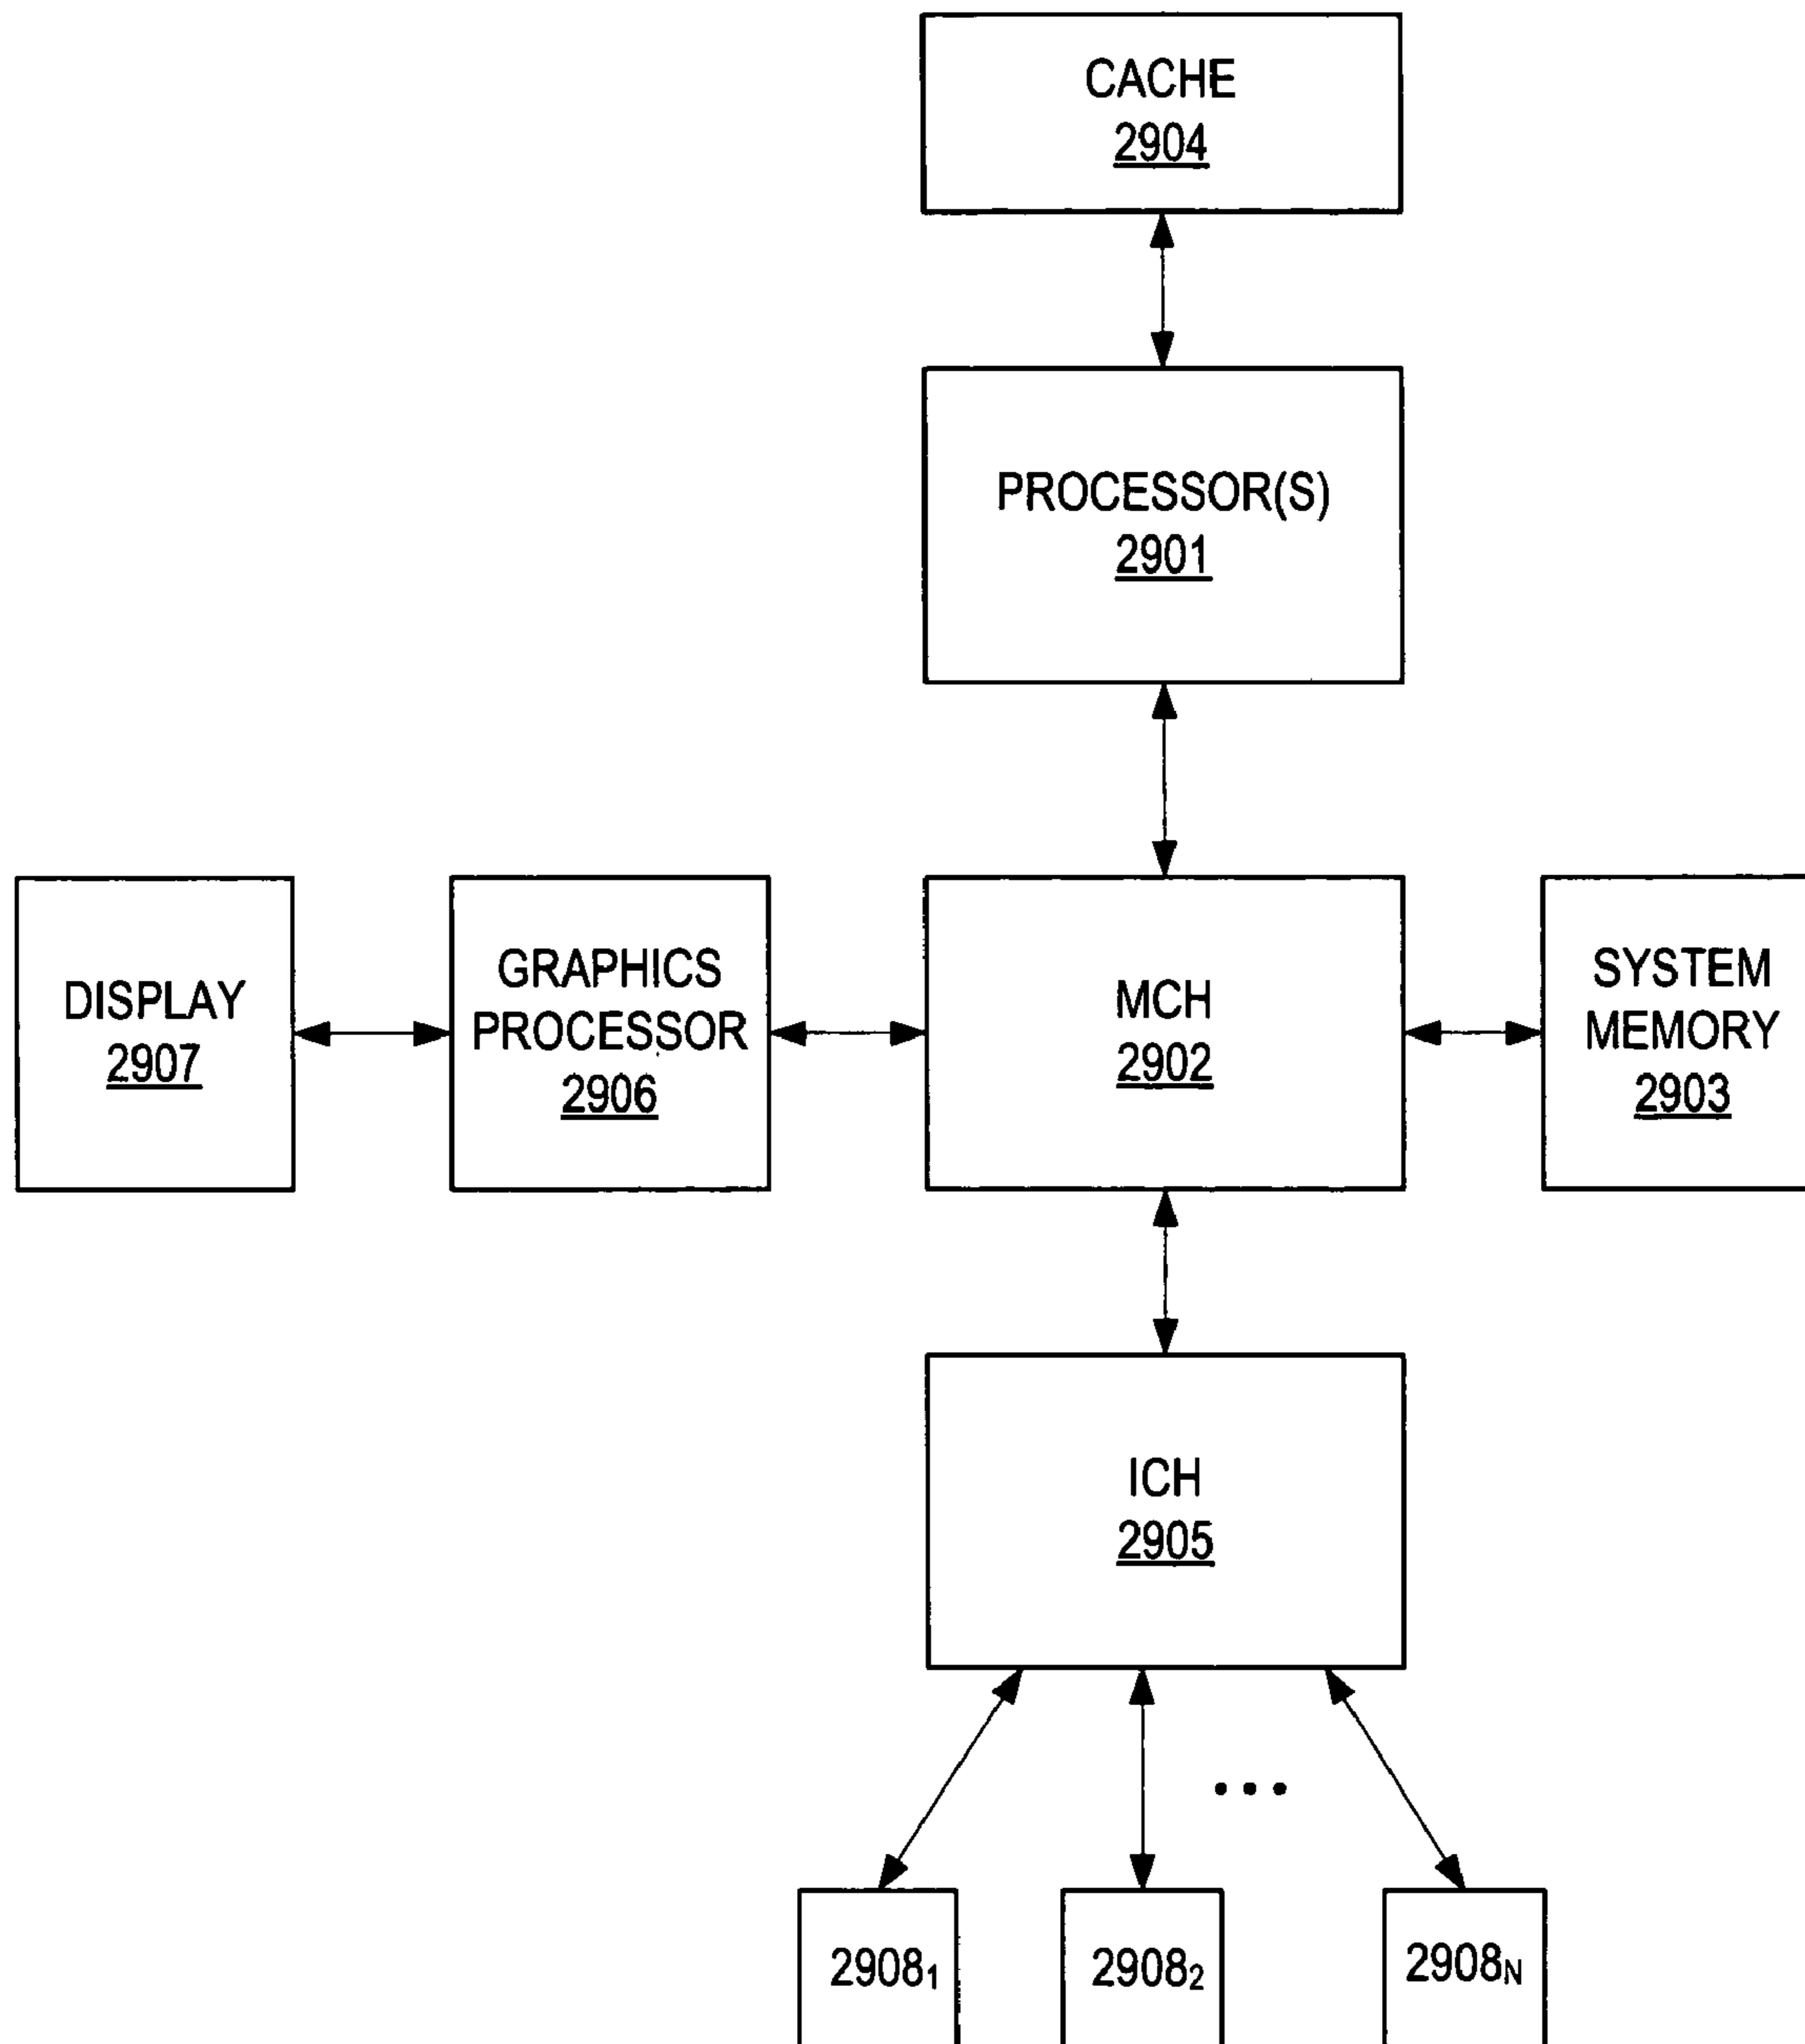 CACHE
2904
PROCESSOR(S)
2901
DISPLAY
2907
GRAPHICS
PROCESSOR
2906
MCH
2902
SYSTEM
MEMORY
2903
ICH
2905
...
2908₁
2908₂
2908N